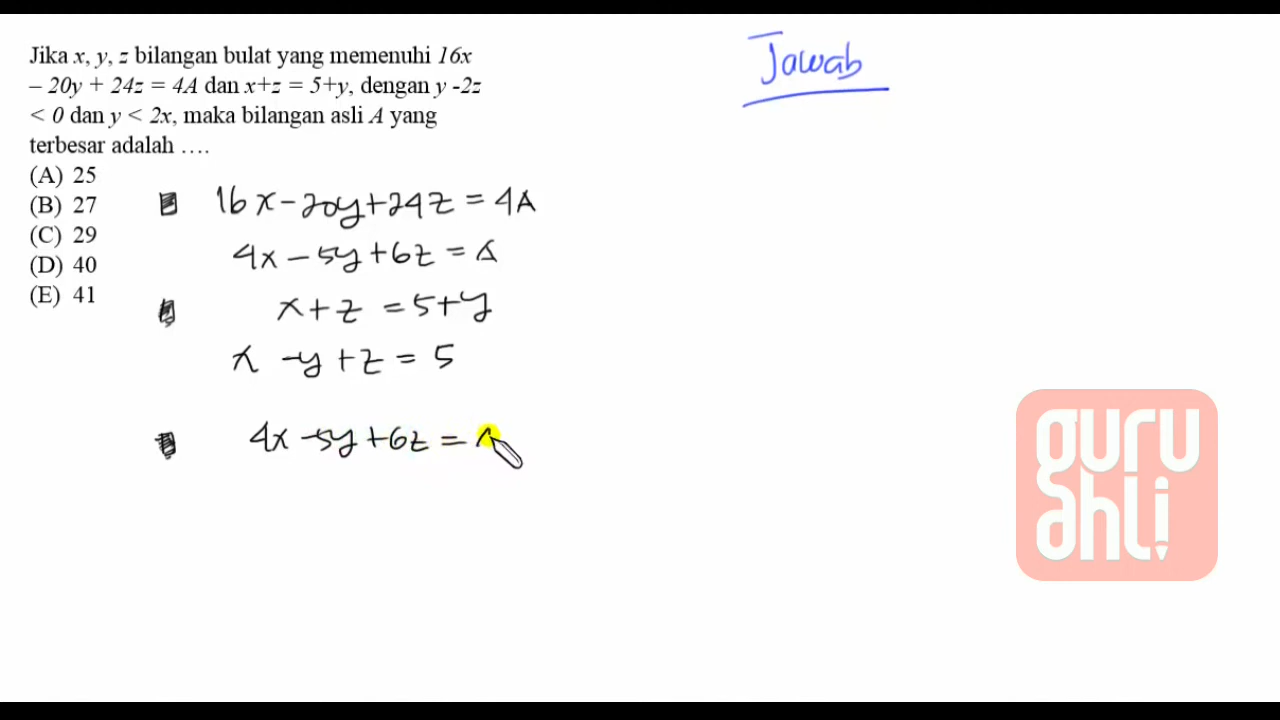 Jika x, y, z bilangan bulat yang memenuhi 16x
– 20y + 24z = 4A dan x+z = 5+y, dengan y -2z
< 0 dan y < 2x, maka bilangan asli A yang
terbesar adalah ….
(A) 25
(B) 27
(C) 29
(D) 40
(E) 41
Jawab
16x - 20y + 24z = 4A
4x - 5y + 6z = A
x + z = 5 + y
x - y + z = 5
4x - 5y + 6z =
guru
ahli